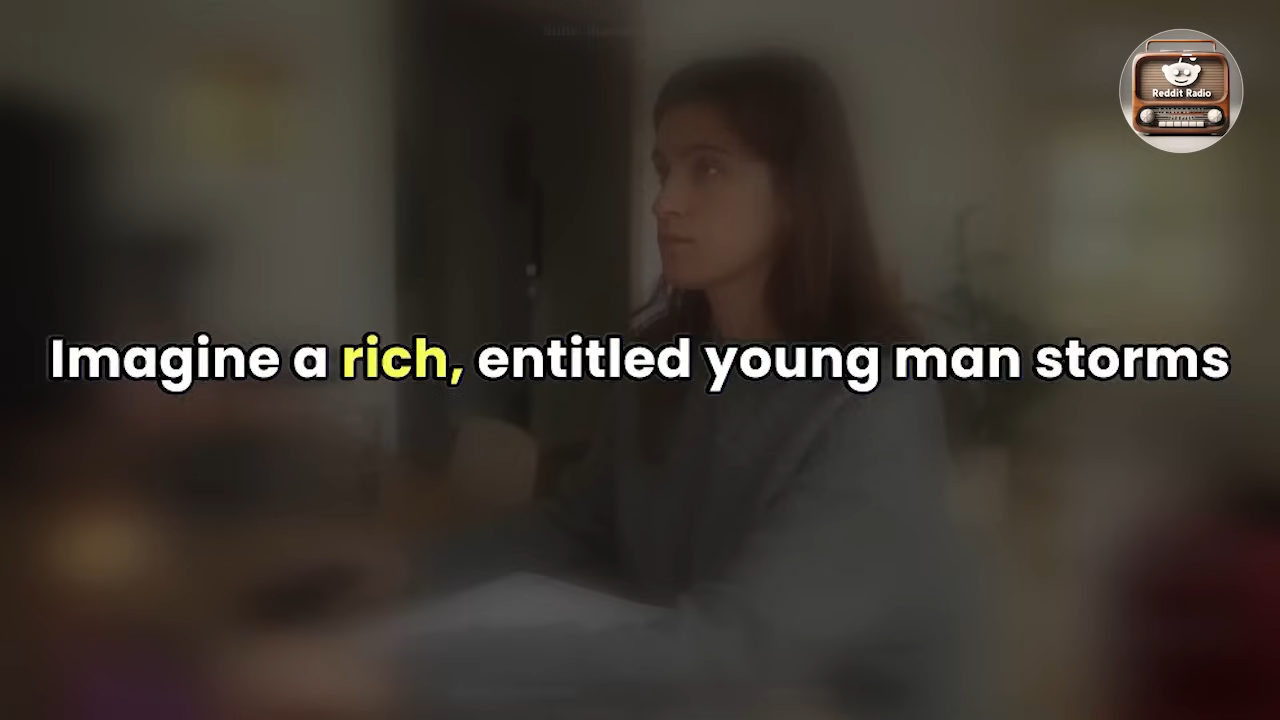 Reddit Radio
Imagine a rich, entitled young man storms